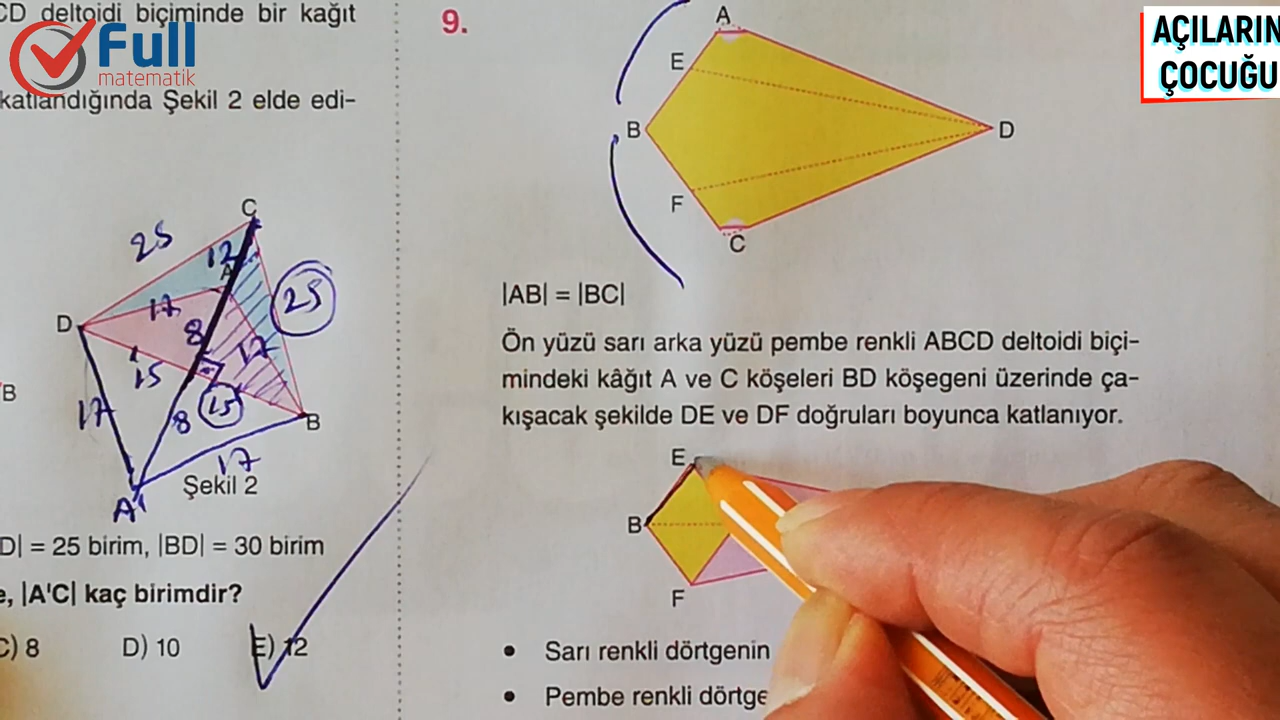 CD deltoidi biçiminde bir kağıt
Full
matematik
katlandığında Şekil 2 elde edi-
C
25
12
A
D
17
8
25
15
17
17
8
15
B
B
17
A'
Şekil 2
D| = 25 birim, |BD| = 30 birim
e, |A'C| kaç birimdir?
C) 8
D) 10
E) 12
9.
A
E
B
D
F
C
|AB| = |BC|
Ön yüzü sarı arka yüzü pembe renkli ABCD deltoidi biçi-
mindeki kâğıt A ve C köşeleri BD köşegeni üzerinde ça-
kışacak şekilde DE ve DF doğruları boyunca katlanıyor.
E
B
F
• Sarı renkli dörtgenin
• Pembe renkli dörtge
AÇILARIN
ÇOCUĞU